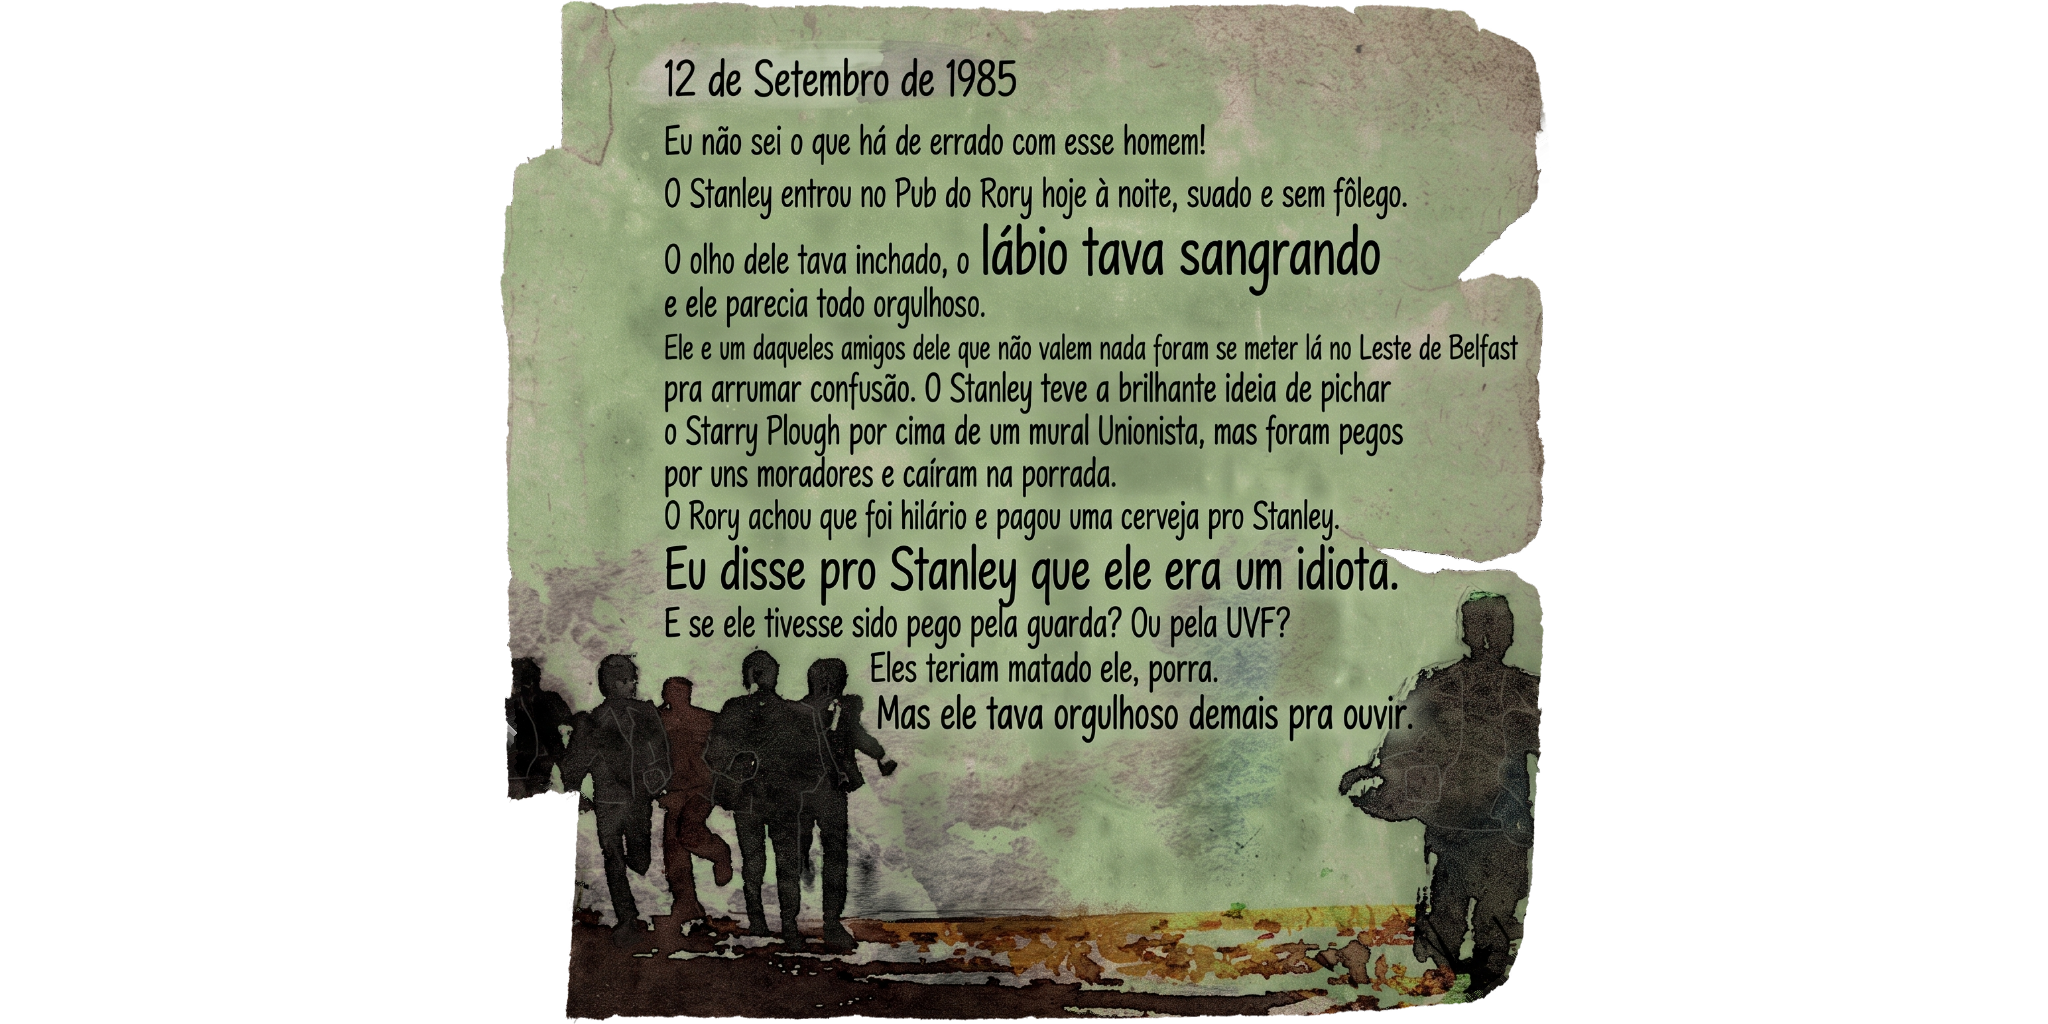 12 de Setembro de 1985
Eu não sei o que há de errado com esse homem!
O Stanley entrou no Pub do Rory hoje à noite, suado e sem fôlego.
O olho dele tava inchado, o lábio tava sangrando
e ele parecia todo orgulhoso.
Ele e um daqueles amigos dele que não valem nada foram se meter lá no Leste de Belfast
pra arrumar confusão. O Stanley teve a brilhante ideia de pichar
o Starry Plough por cima de um mural Unionista, mas foram pegos
por uns moradores e caíram na porrada.
O Rory achou que foi hilário e pagou uma cerveja pro Stanley.
Eu disse pro Stanley que ele era um idiota.
E se ele tivesse sido pego pela guarda? Ou pela UVF?
Eles teriam matado ele, porra.
Mas ele tava orgulhoso demais pra ouvir.